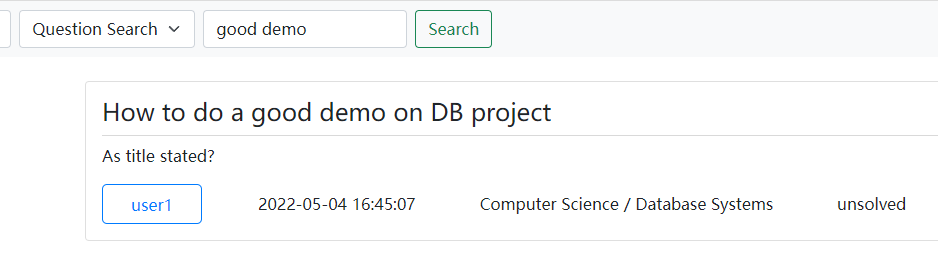 Question Search good demo Search
How to do a good demo on DB project
As title stated?
user1 2022-05-04 16:45:07 Computer Science / Database Systems unsolved